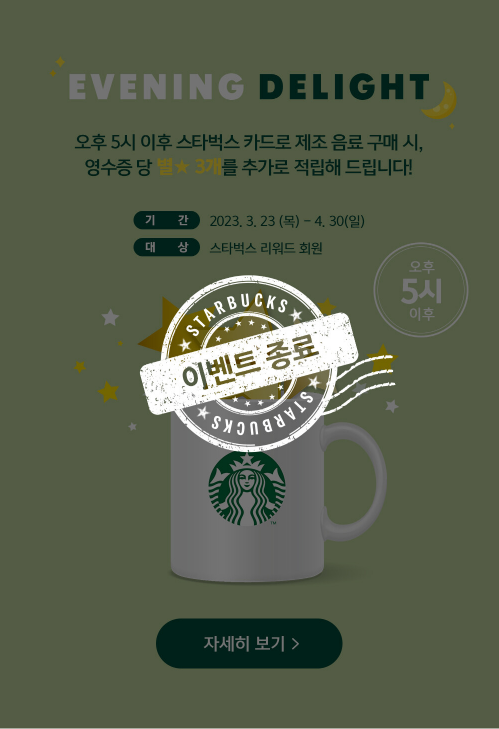 EVENING DELIGHT
오후 5시 이후 스타벅스 카드로 제조 음료 구매 시,
영수증 당 별★ 3개를 추가로 적립해 드립니다!
기 간 2023. 3. 23 (목) - 4. 30(일)
대 상 스타벅스 리워드 회원
오후
5시
이후
STARBUCKS
이벤트 종료
STARBUCKS
TM
자세히 보기 >